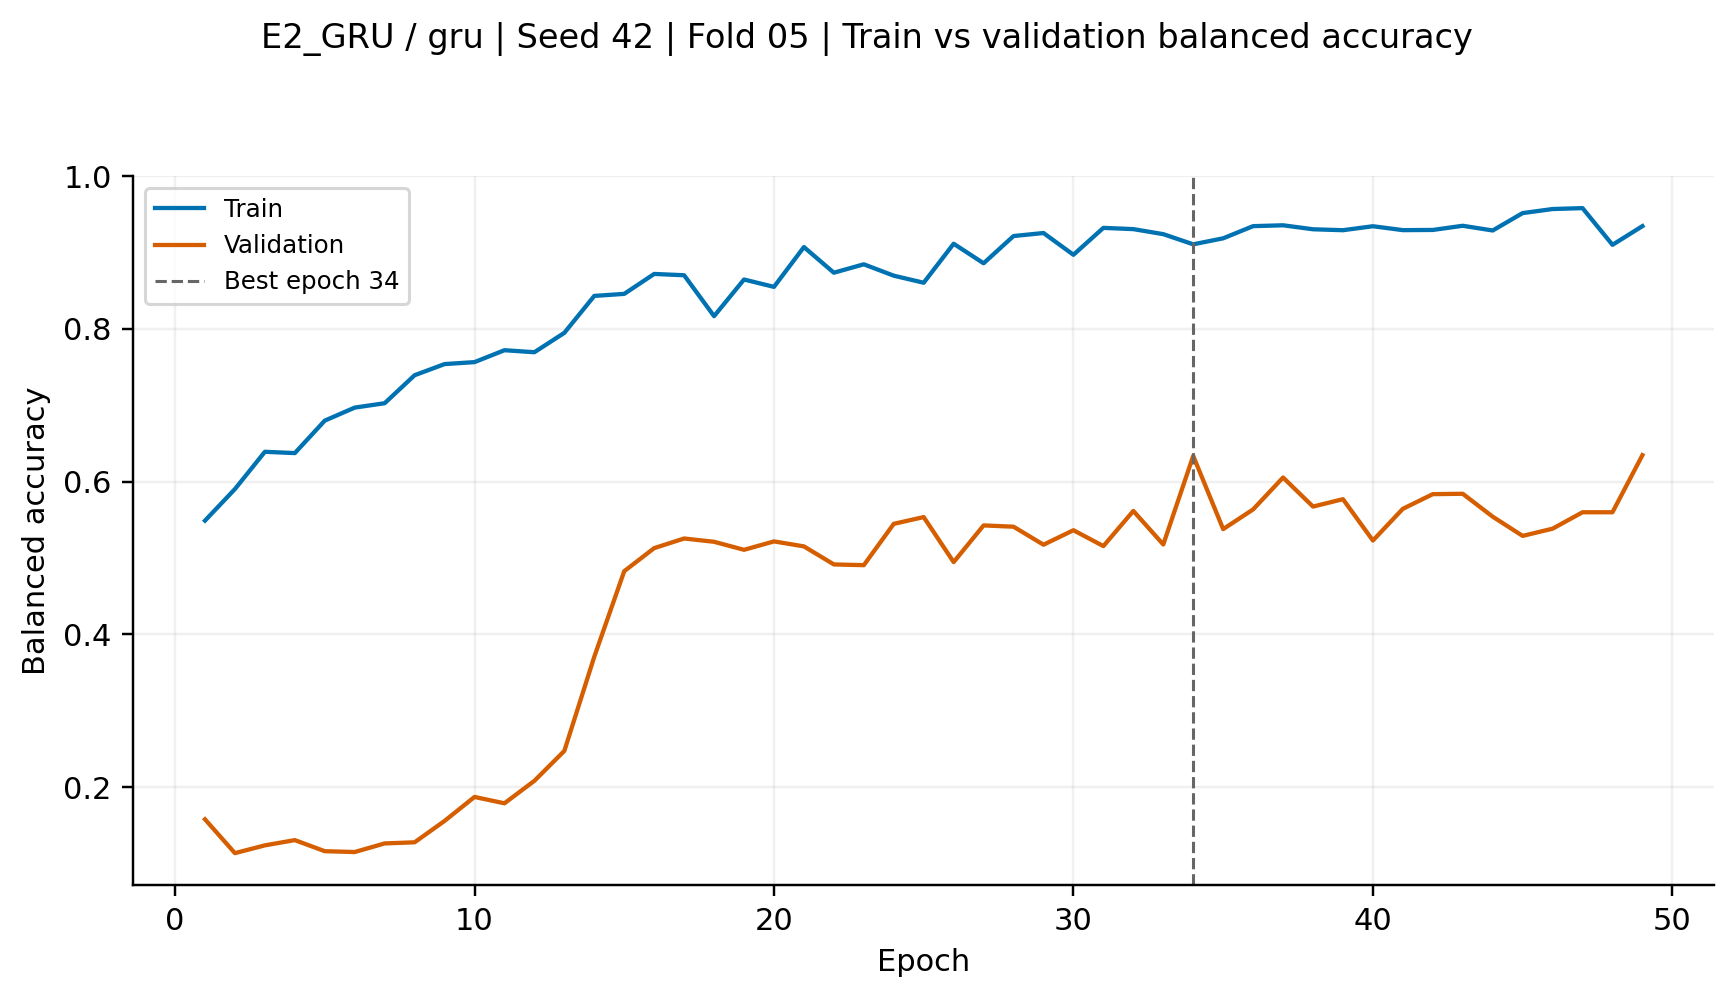 E2_GRU / gru | Seed 42 | Fold 05 | Train vs validation balanced accuracy
Train
Validation
Best epoch 34
Balanced accuracy
1.0
0.8
0.6
0.4
0.2
0 10 20 30 40 50
Epoch